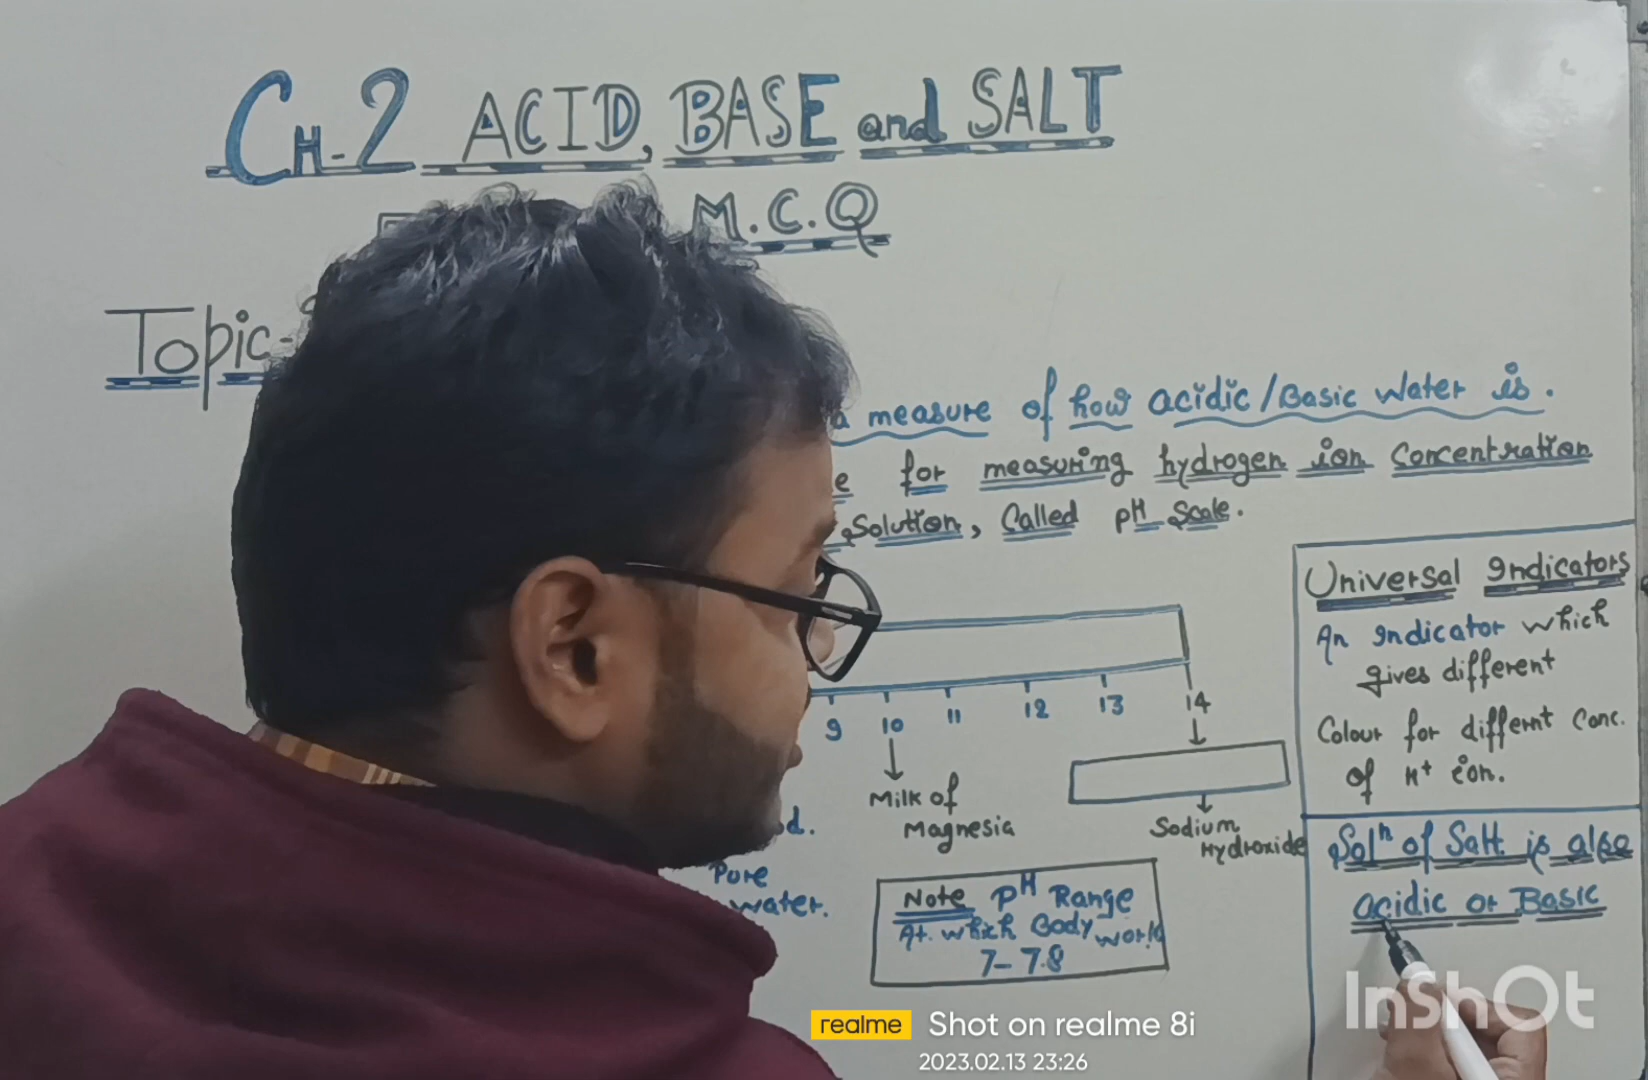 CH-2 ACID, BASE and SALT
M.C.Q
Topic-
a measure of how acidic/Basic water is.
for measuring hydrogen ion Concentration
Solution, Called pH Scale.
9 10 11 12 13 14
Milk of
Magnesia
Sodium
Hydroxide
Pure
water.
Note PH Range
At. which Body work
7-7.8
Universal Indicators
An Indicator which
gives different
Colour for differnt Conc.
of H+ ion.
Solⁿ of Salt is also
acidic or Basic
InShOt
realme Shot on realme 8i
2023.02.13 23:26